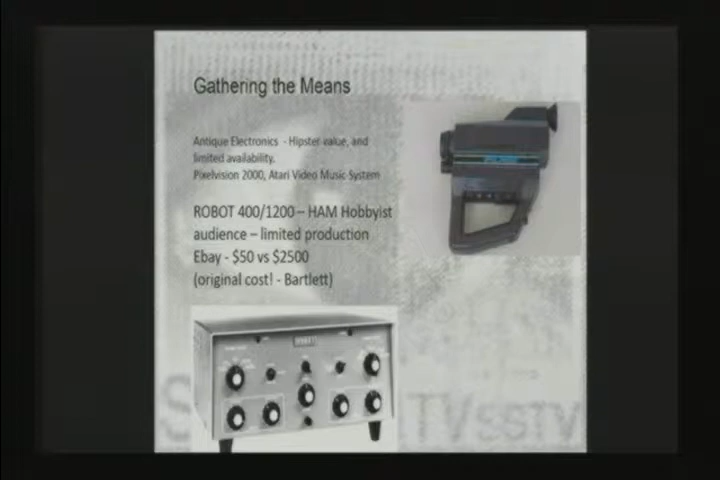 Gathering the Means
Antique Electronics - Hipster value, and
limited availability.
Pixelvision 2000, Atari Video Music System
ROBOT 400/1200 – HAM Hobbyist
audience – limited production
Ebay - $50 vs $2500
(original cost! - Bartlett)
TVSSTV